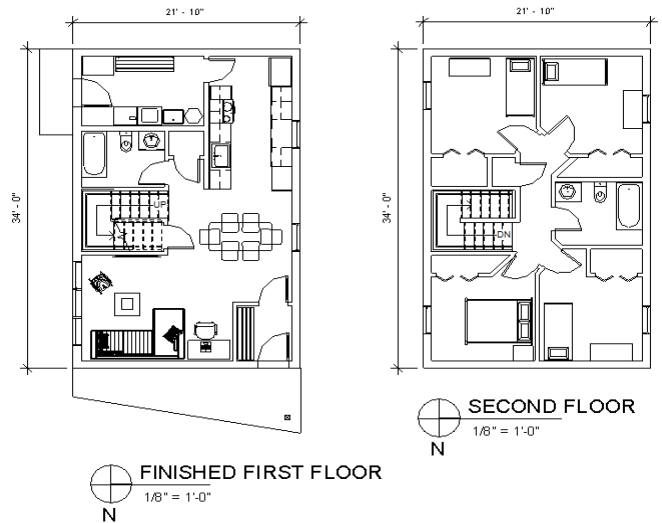 21' - 10"
21' - 10"
34' - 0"
34' - 0"
UP
DN
SECOND FLOOR
1/8" = 1'-0"
N
FINISHED FIRST FLOOR
1/8" = 1'-0"
N